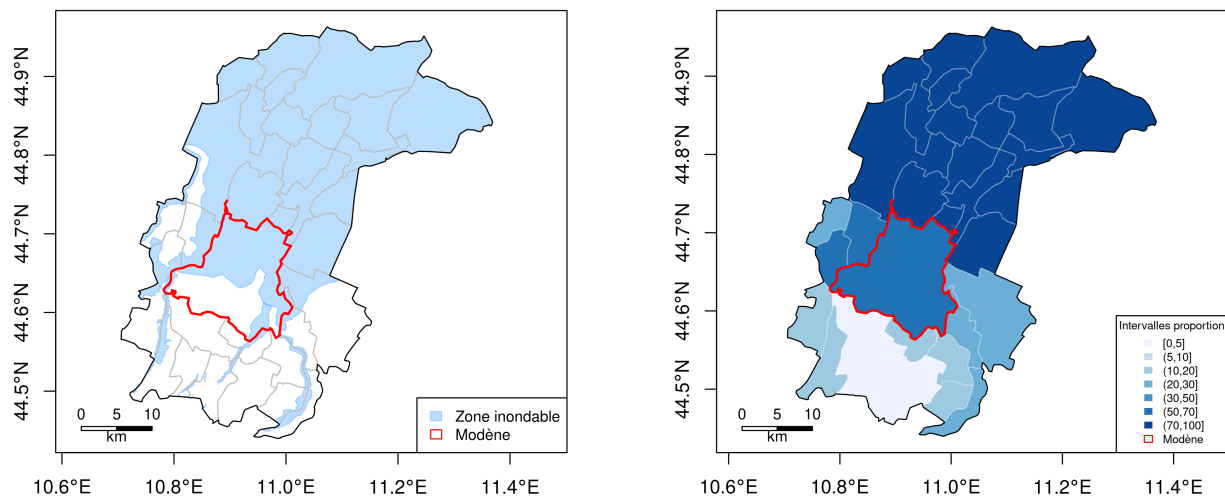 44.9°N
44.8°N
44.7°N
44.6°N
44.5°N
0 5 10
km
Zone inondable
Modène
10.6°E 10.8°E 11.0°E 11.2°E 11.4°E
44.9°N
44.8°N
44.7°N
44.6°N
44.5°N
0 5 10
km
Intervalles proportion
[0,5]
(5,10]
(10,20]
(20,30]
(30,50]
(50,70]
(70,100]
Modène
10.6°E 10.8°E 11.0°E 11.2°E 11.4°E